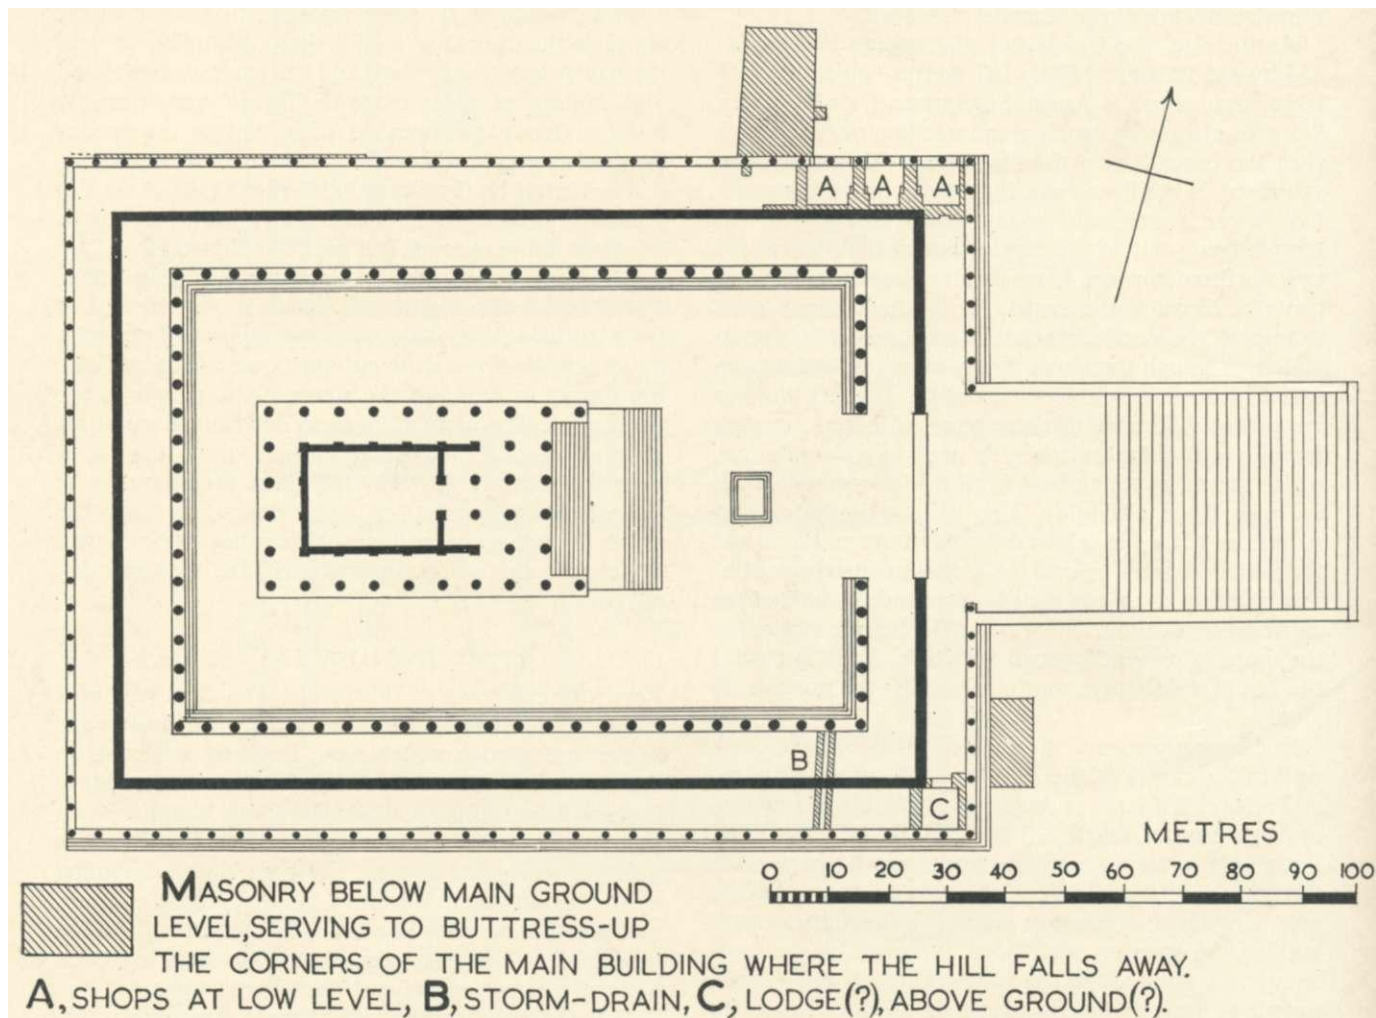 A A A
B
C
METRES
0 10 20 30 40 50 60 70 80 90 100
MASONRY BELOW MAIN GROUND
LEVEL, SERVING TO BUTTRESS-UP
THE CORNERS OF THE MAIN BUILDING WHERE THE HILL FALLS AWAY.
A, SHOPS AT LOW LEVEL, B, STORM-DRAIN, C, LODGE(?), ABOVE GROUND(?).